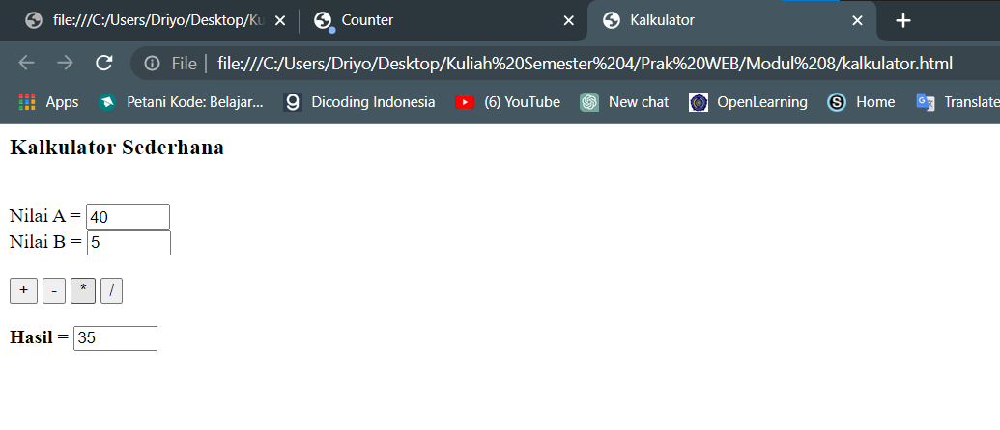 file:///C:/Users/Driyo/Desktop/Ku
Counter
Kalkulator
File
file:///C:/Users/Driyo/Desktop/Kuliah%20Semester%204/Prak%20WEB/Modul%208/kalkulator.html
Apps
Petani Kode: Belajar...
Dicoding Indonesia
(6) YouTube
New chat
OpenLearning
Home
Translate
Kalkulator Sederhana
Nilai A = 40
Nilai B = 5
+ - * /
Hasil = 35